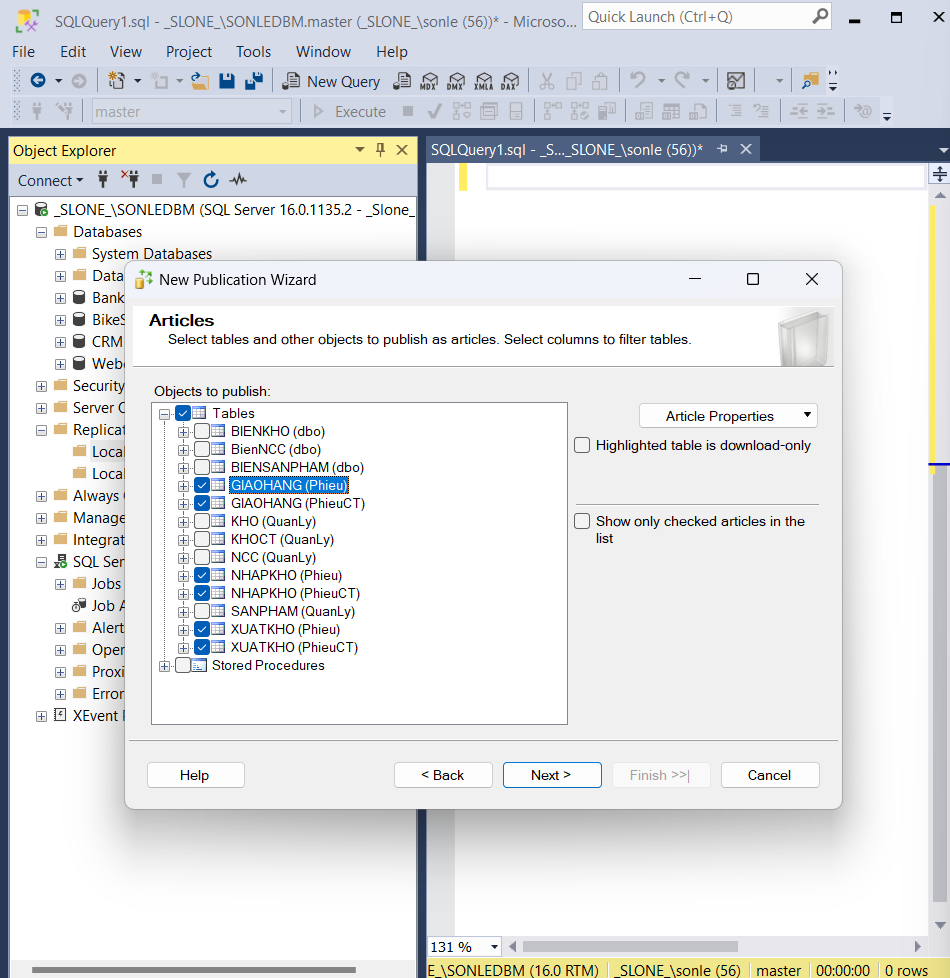 SQLQuery1.sql - _SLONE_\SONLEDBM.master (_SLONE_\sonle (56))* - Microso...
Quick Launch (Ctrl+Q)
File Edit View Project Tools Window Help
New Query MDX DMX XMLA DAX
master Execute
Object Explorer
SQLQuery1.sql - _S..._SLONE_\sonle (56))*
Connect
_SLONE_\SONLEDBM (SQL Server 16.0.1135.2 - _Slone_
Databases
System Databases
Data
Bank
BikeS
CRM
Webs
Security
Server
Replicat
Local
Local
Always
Manage
Integrat
SQL Ser
Jobs
Job A
Alert
Oper
Proxi
Error
XEvent
New Publication Wizard
Articles
Select tables and other objects to publish as articles. Select columns to filter tables.
Objects to publish:
Tables
BIENKHO (dbo)
BienNCC (dbo)
BIENSANPHAM (dbo)
GIAOHANG (Phieu)
GIAOHANG (PhieuCT)
KHO (QuanLy)
KHOCT (QuanLy)
NCC (QuanLy)
NHAPKHO (Phieu)
NHAPKHO (PhieuCT)
SANPHAM (QuanLy)
XUATKHO (Phieu)
XUATKHO (PhieuCT)
Stored Procedures
Article Properties
Highlighted table is download-only
Show only checked articles in the
list
Help < Back Next > Finish >>| Cancel
131 %
E_\SONLEDBM (16.0 RTM) _SLONE_\sonle (56) master 00:00:00 0 rows